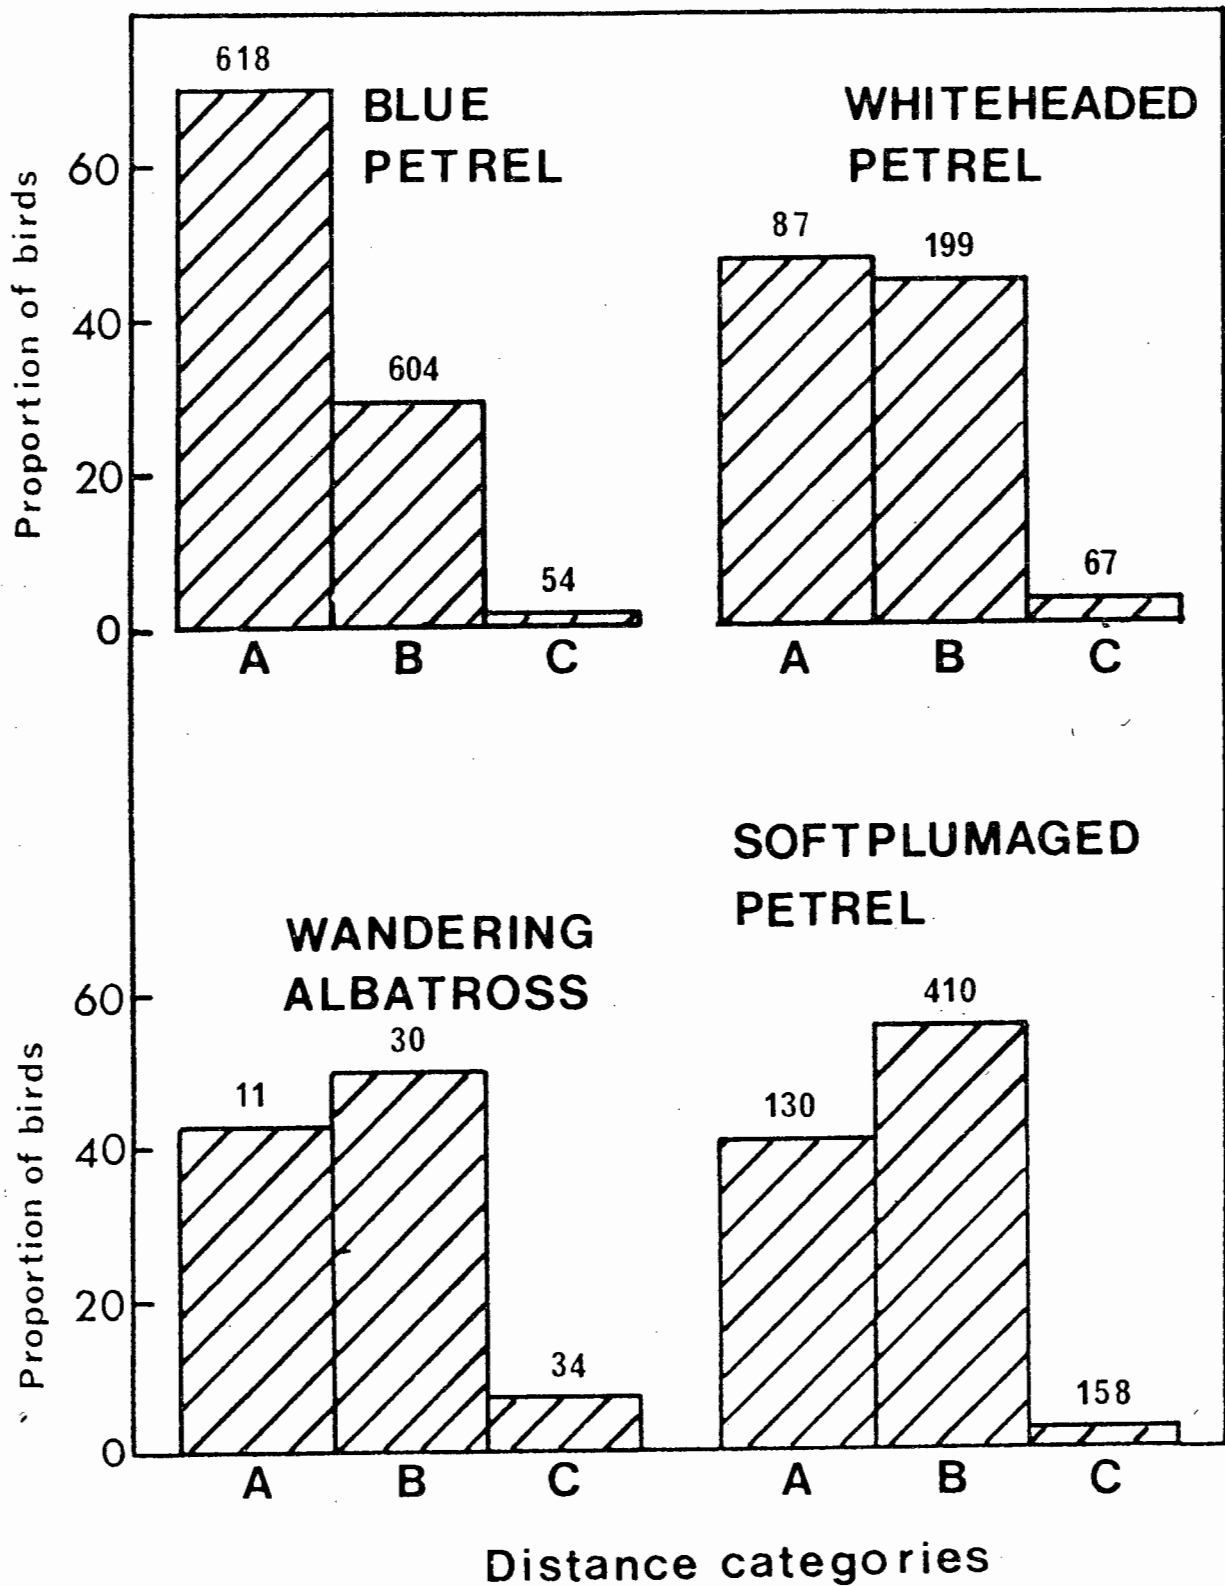 618
BLUE
PETREL
WHITEHEADED
PETREL
87
199
60
40
604
20
54
67
0
A B C A B C
Proportion of birds
SOFTPLUMAGED
PETREL
WANDERING
ALBATROSS
60
410
30
11
130
40
20
34
158
0
A B C A B C
Proportion of birds
Distance categories